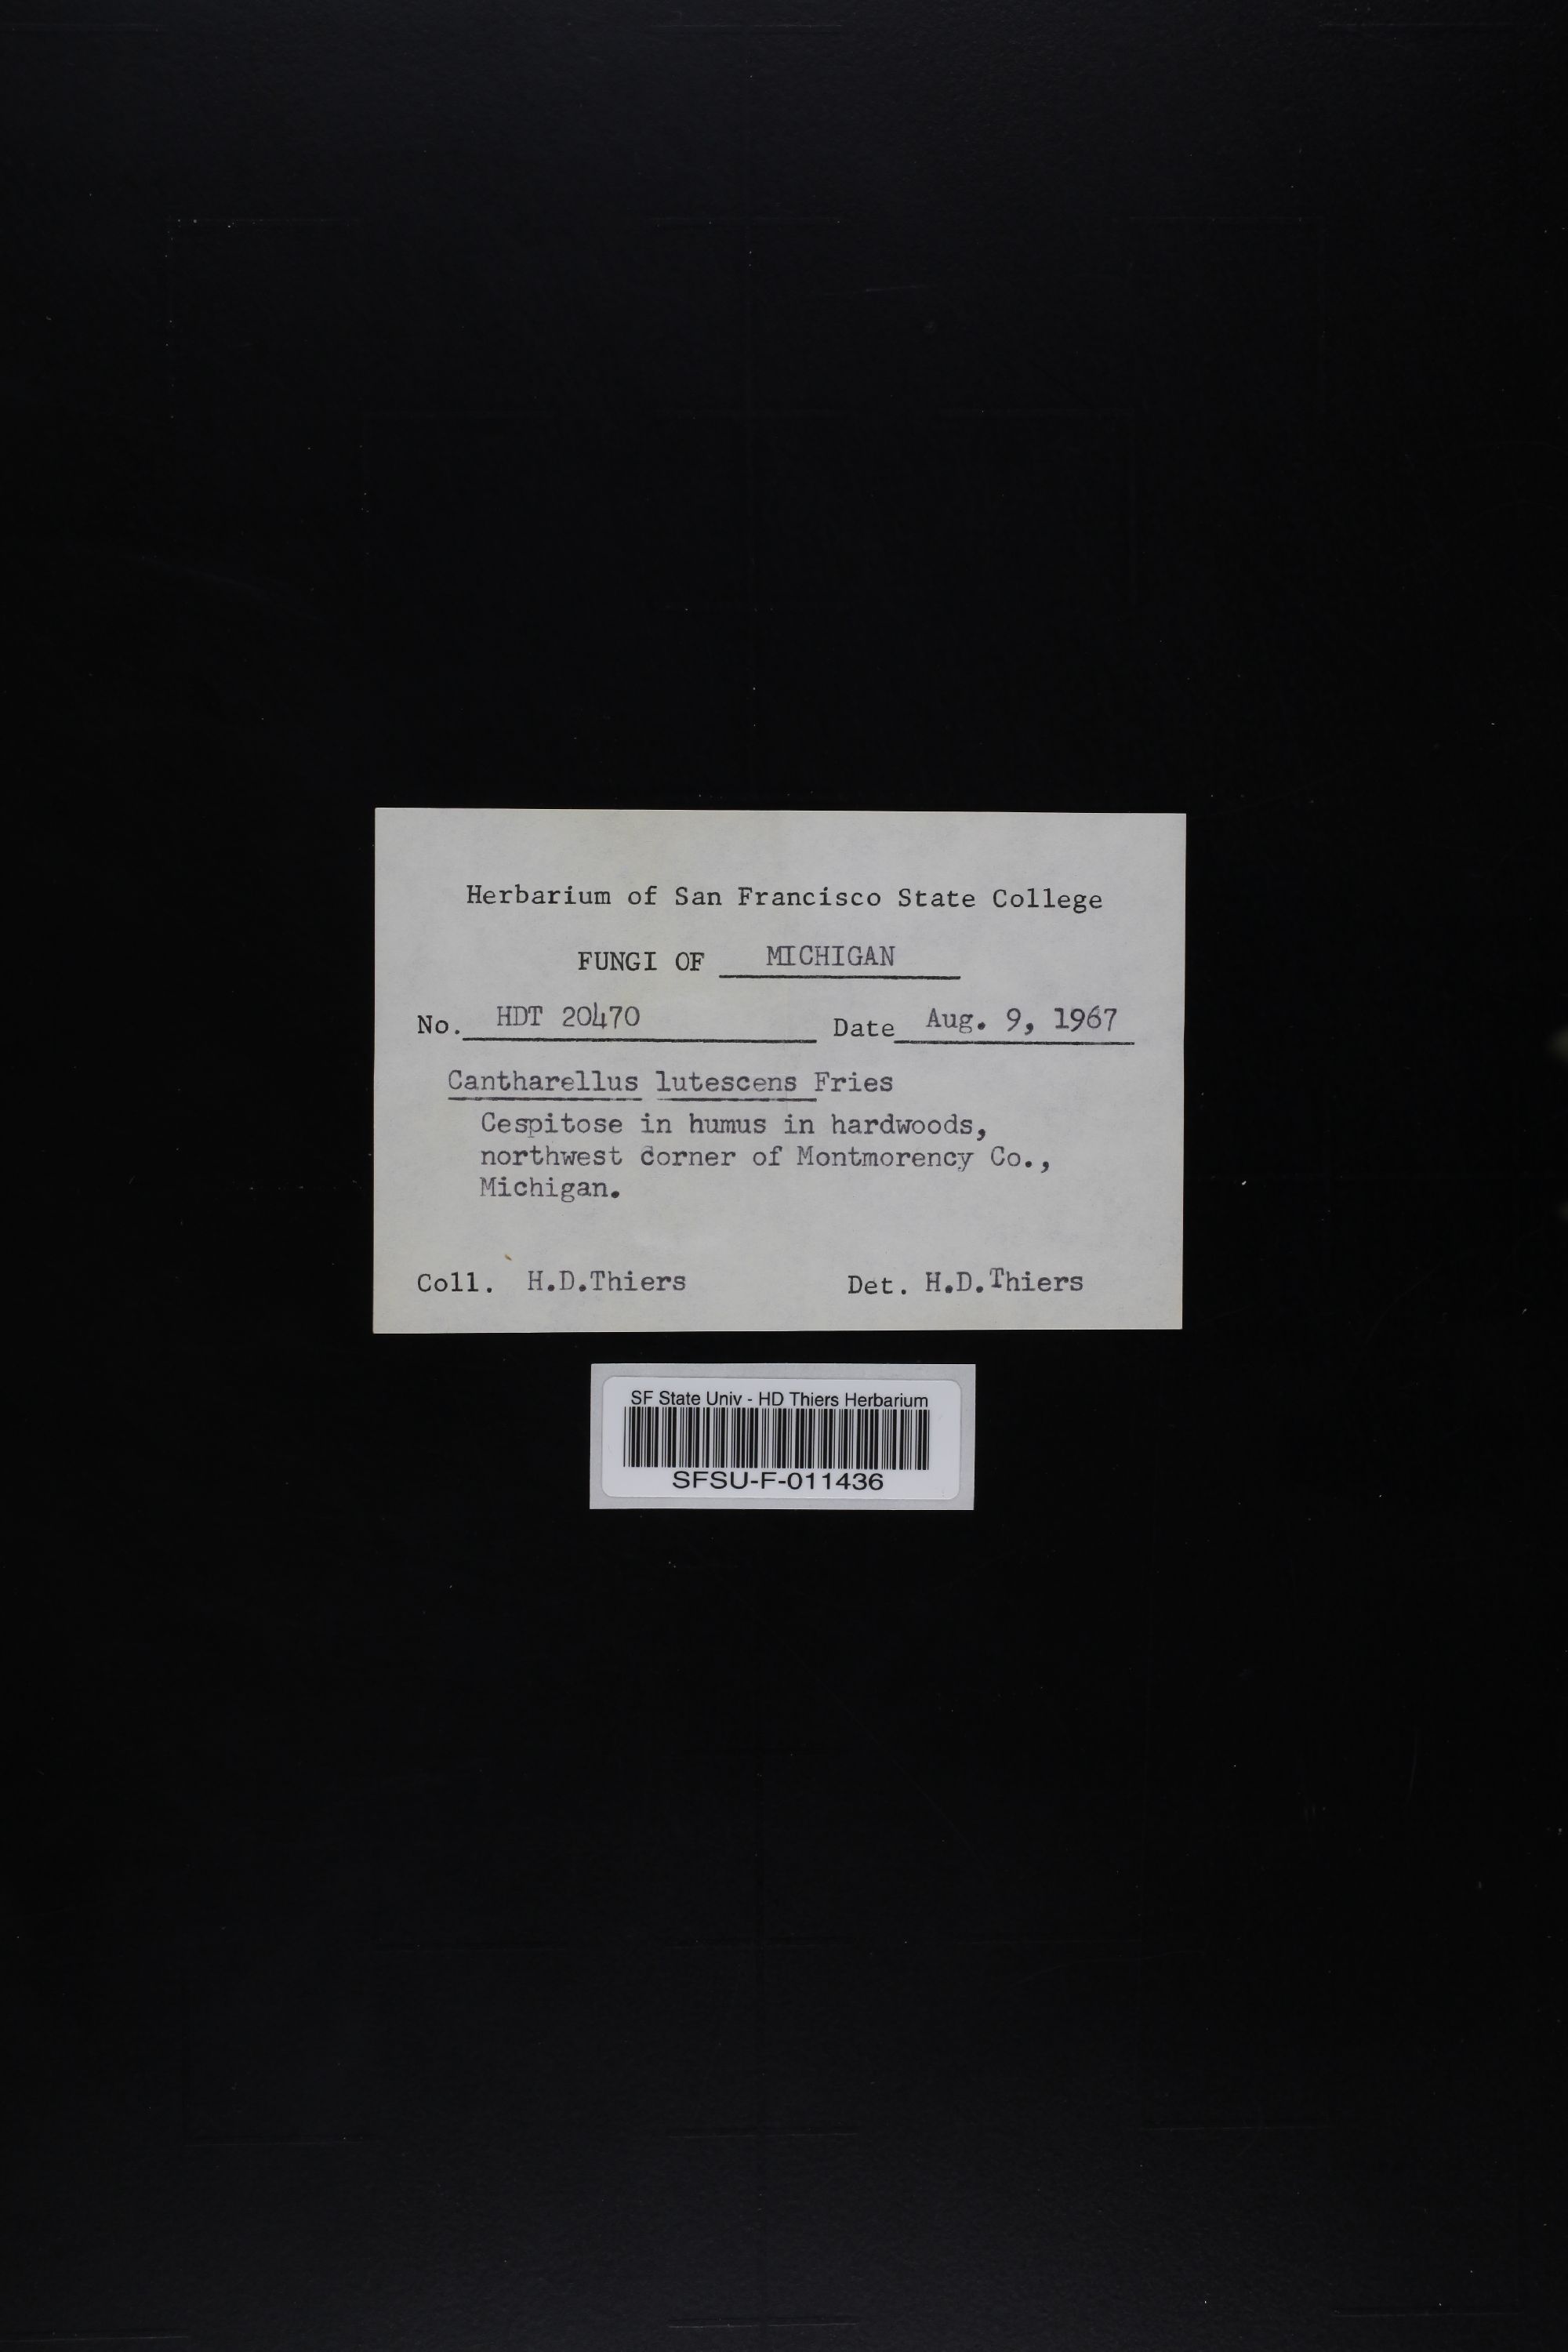 Herbarium of San Francisco State College
FUNGI OF MICHIGAN
No. HDT 20470 Date Aug. 9, 1967
Cantharellus lutescens Fries
Cespitose in humus in hardwoods,
northwest corner of Montmorency Co.,
Michigan.
Coll. H.D.Thiers Det. H.D.Thiers
SF State Univ - HD Thiers Herbarium
SFSU-F-011436